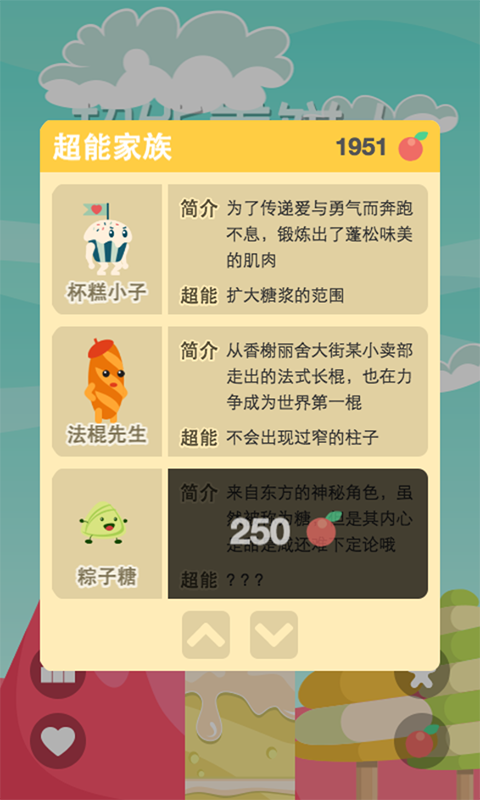 超能家族 1951
简介 为了传递爱与勇气而奔跑
不息，锻炼出了蓬松味美
的肌肉
杯糕小子
超能 扩大糖浆的范围
简介 从香榭丽舍大街某小卖部
走出的法式长棍，也在力
争成为世界第一棍
法棍先生
超能 不会出现过窄的柱子
简介 来自东方的神秘角色，虽
然被称为糖，但是其内心
是甜是咸还难下定论哦
250
粽子糖
超能 ？？？